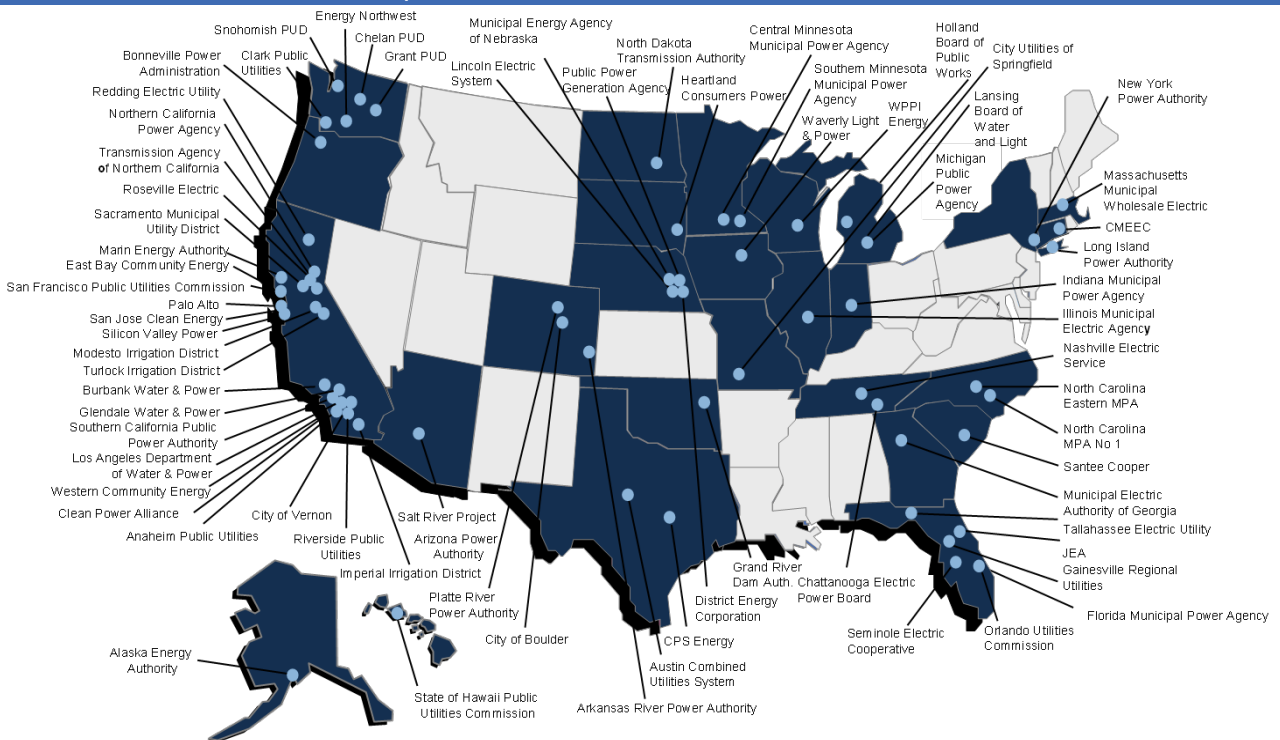 Energy Northwest
Snohomish PUD
Chelan PUD
Grant PUD
Bonneville Power
Administration
Clark Public
Utilities
Redding Electric Utility
Northern California
Power Agency
Transmission Agency
of Northern California
Roseville Electric
Sacramento Municipal
Utility District
Marin Energy Authority
East Bay Community Energy
San Francisco Public Utilities Commission
Palo Alto
San Jose Clean Energy
Silicon Valley Power
Modesto Irrigation District
Turlock Irrigation District
Burbank Water & Power
Glendale Water & Power
Southern California Public
Power Authority
Los Angeles Department
of Water & Power
Western Community Energy
Clean Power Alliance
Anaheim Public Utilities
City of Vernon
Riverside Public
Utilities
Imperial Irrigation District
Salt River Project
Arizona Power
Authority
Platte River
Power Authority
City of Boulder
Municipal Energy Agency
of Nebraska
Lincoln Electric
System
Public Power
Generation Agency
North Dakota
Transmission Authority
Heartland
Consumers Power
Central Minnesota
Municipal Power Agency
Southern Minnesota
Municipal Power
Agency
Waverly Light
& Power
WPPI
Energy
Holland
Board of
Public
Works
City Utilities of
Springfield
Lansing
Board of
Water
and Light
Michigan
Public
Power
Agency
New York
Power Authority
Massachusetts
Municipal
Wholesale Electric
CMEEC
Long Island
Power Authority
Indiana Municipal
Power Agency
Illinois Municipal
Electric Agency
Nashville Electric
Service
North Carolina
Eastern MPA
North Carolina
MPA No 1
Santee Cooper
Municipal Electric
Authority of Georgia
Tallahassee Electric Utility
JEA
Gainesville Regional
Utilities
Florida Municipal Power Agency
Orlando Utilities
Commission
Seminole Electric
Cooperative
Chattanooga Electric
Power Board
Grand River
Dam Auth.
District Energy
Corporation
CPS Energy
Austin Combined
Utilities System
Arkansas River Power Authority
State of Hawaii Public
Utilities Commission
Alaska Energy
Authority